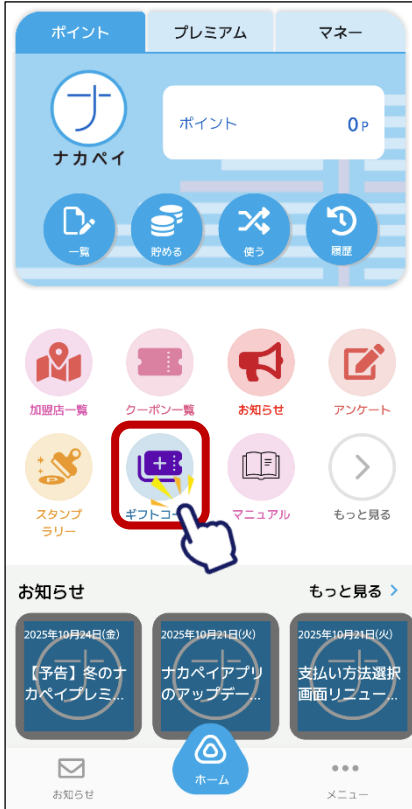 ポイント
プレミアム
マネー
ナ
ナカペイ
ポイント
0P
一覧
貯める
使う
履歴
加盟店一覧
クーポン一覧
お知らせ
アンケート
スタンプ
ラリー
ギフトコー
マニュアル
もっと見る
お知らせ
もっと見る
2025年10月24日(金)
【予告】冬のナ
カペイプレミ...
2025年10月21日(火)
ナカペイアプリ
のアップデー...
2025年10月21日(火)
支払い方法選択
画面リニュー...
お知らせ
ホーム
メニュー